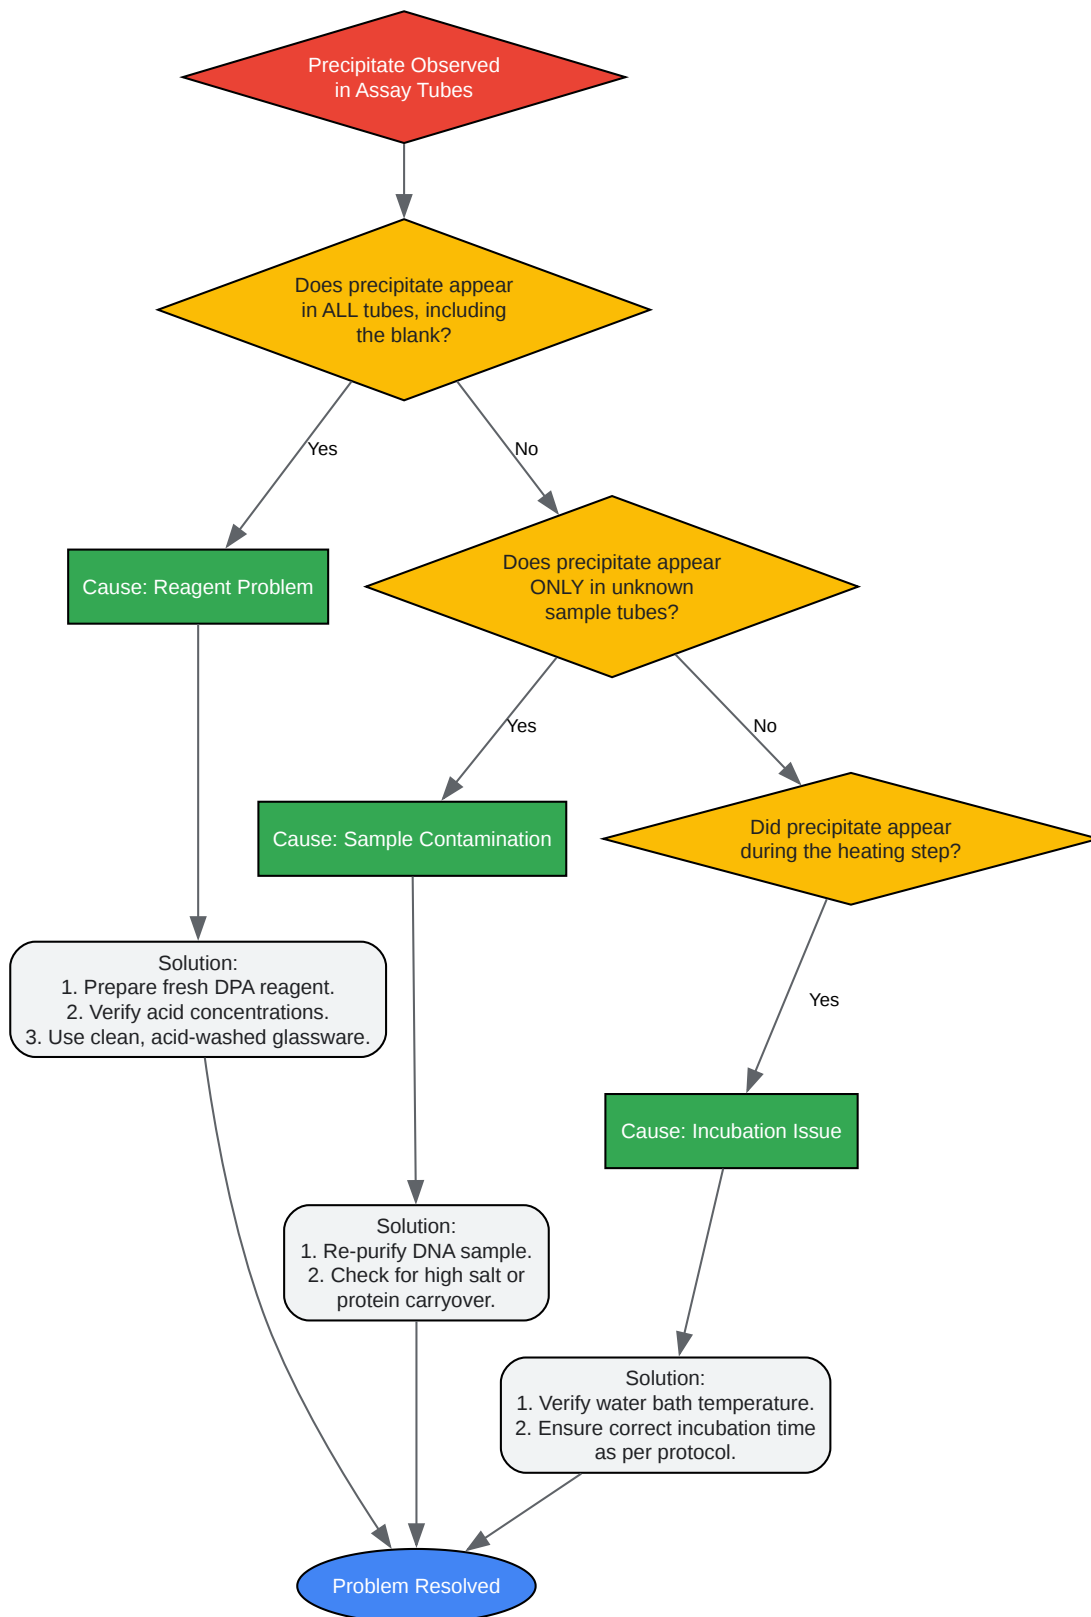 Precipitate Observed
in Assay Tubes
Does precipitate appear
in ALL tubes, including
the blank?
Yes
No
Cause: Reagent Problem
Does precipitate appear
ONLY in unknown
sample tubes?
Yes
No
Cause: Sample Contamination
Did precipitate appear
during the heating step?
Solution:
1. Prepare fresh DPA reagent.
2. Verify acid concentrations.
3. Use clean, acid-washed glassware.
Yes
Cause: Incubation Issue
Solution:
1. Re-purify DNA sample.
2. Check for high salt or
protein carryover.
Solution:
1. Verify water bath temperature.
2. Ensure correct incubation time
as per protocol.
Problem Resolved